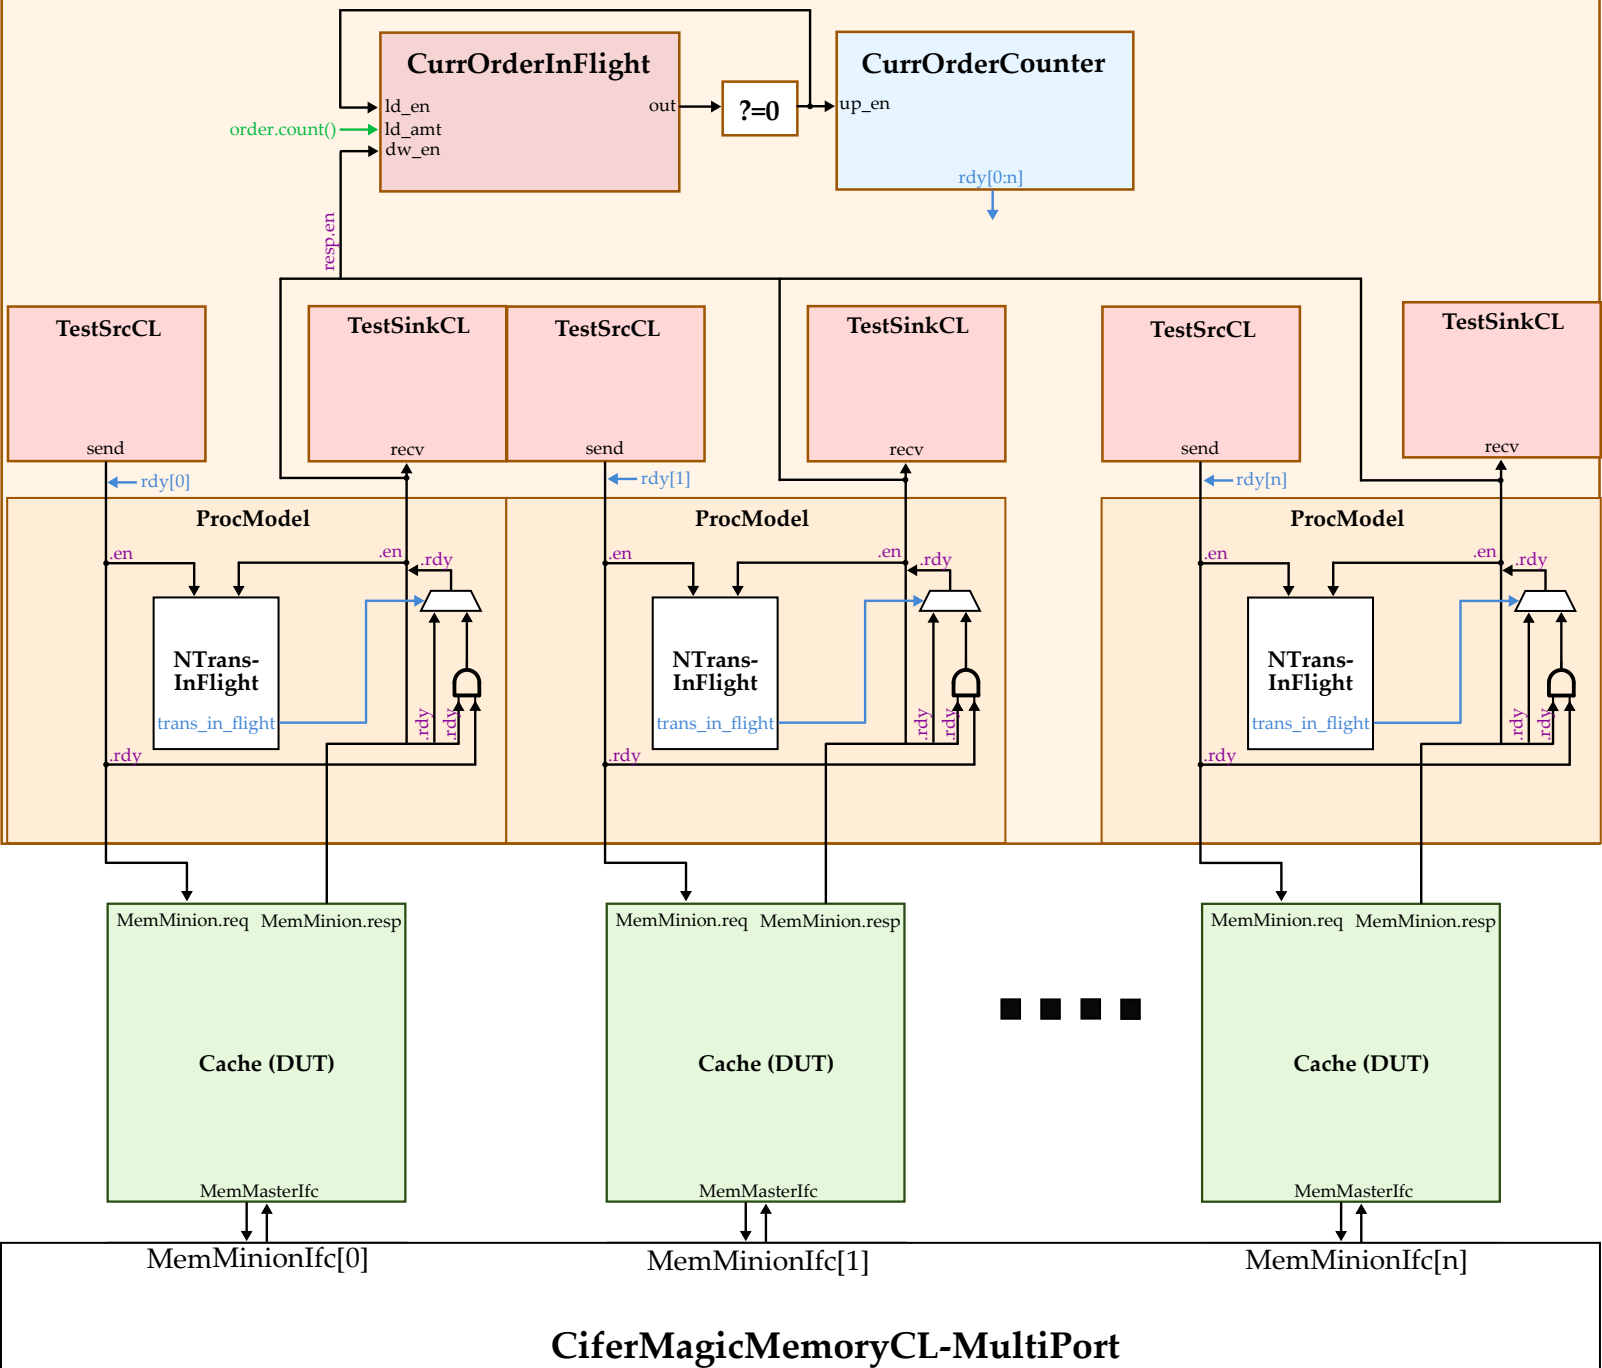 CurrOrderInFlight
CurrOrderCounter
ld_en
out
?=0
up_en
order.count()
ld_amt
dw_en
rdy[0:n]
resp.en
TestSrcCL
TestSinkCL
TestSrcCL
TestSinkCL
TestSrcCL
TestSinkCL
send
recv
send
recv
send
recv
rdy[0]
rdy[1]
rdy[n]
ProcModel
ProcModel
ProcModel
.en
.en
.rdy
.en
.en
.rdy
.en
.en
.rdy
NTrans-
InFlight
NTrans-
InFlight
NTrans-
InFlight
trans_in_flight
.rdy
.rdy
trans_in_flight
.rdy
.rdy
trans_in_flight
.rdy
.rdy
.rdy
.rdy
.rdy
MemMinion.req
MemMinion.resp
MemMinion.req
MemMinion.resp
MemMinion.req
MemMinion.resp
Cache (DUT)
Cache (DUT)
Cache (DUT)
MemMasterIfc
MemMasterIfc
MemMasterIfc
MemMinionIfc[0]
MemMinionIfc[1]
MemMinionIfc[n]
CiferMagicMemoryCL-MultiPort